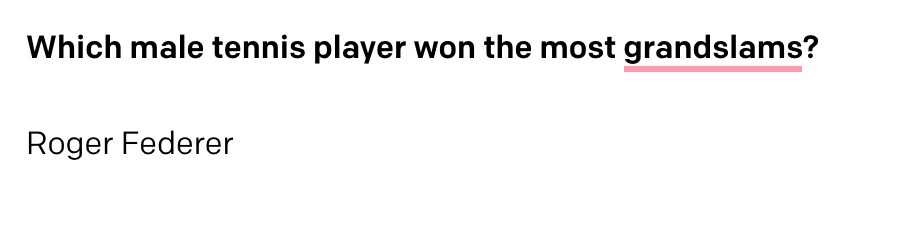 Which male tennis player won the most grandslams?
Roger Federer